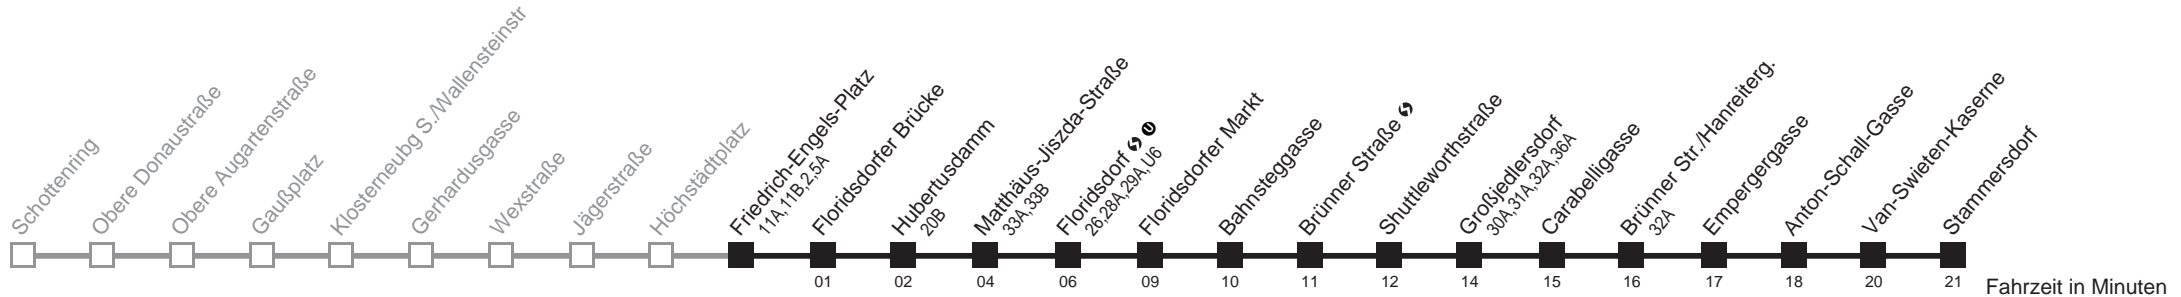 Schottenring
Obere Donaustraße
Obere Augartenstraße
Gaußplatz
Klosterneubg S./Wallensteinstr
Gerhardusgasse
Wexstraße
Jägerstraße
Höchstädtplatz
Friedrich-Engels-Platz
11A,11B,2,5A
Floridsdorfer Brücke
Hubertusdamm
20B
Matthäus-Jiszda-Straße
33A,33B
Floridsdorf S U
26,28A,29A,U6
Floridsdorfer Markt
Bahnsteggasse
Brünner Straße S
Shuttleworthstraße
Großjedlersdorf
30A,31A,32A,36A
Carabelligasse
Brünner Str./Hanreiterg.
32A
Empergergasse
Anton-Schall-Gasse
Van-Swieten-Kaserne
Stammersdorf
01 02 04 06 09 10 11 12 14 15 16 17 18 20 21 Fahrzeit in Minuten